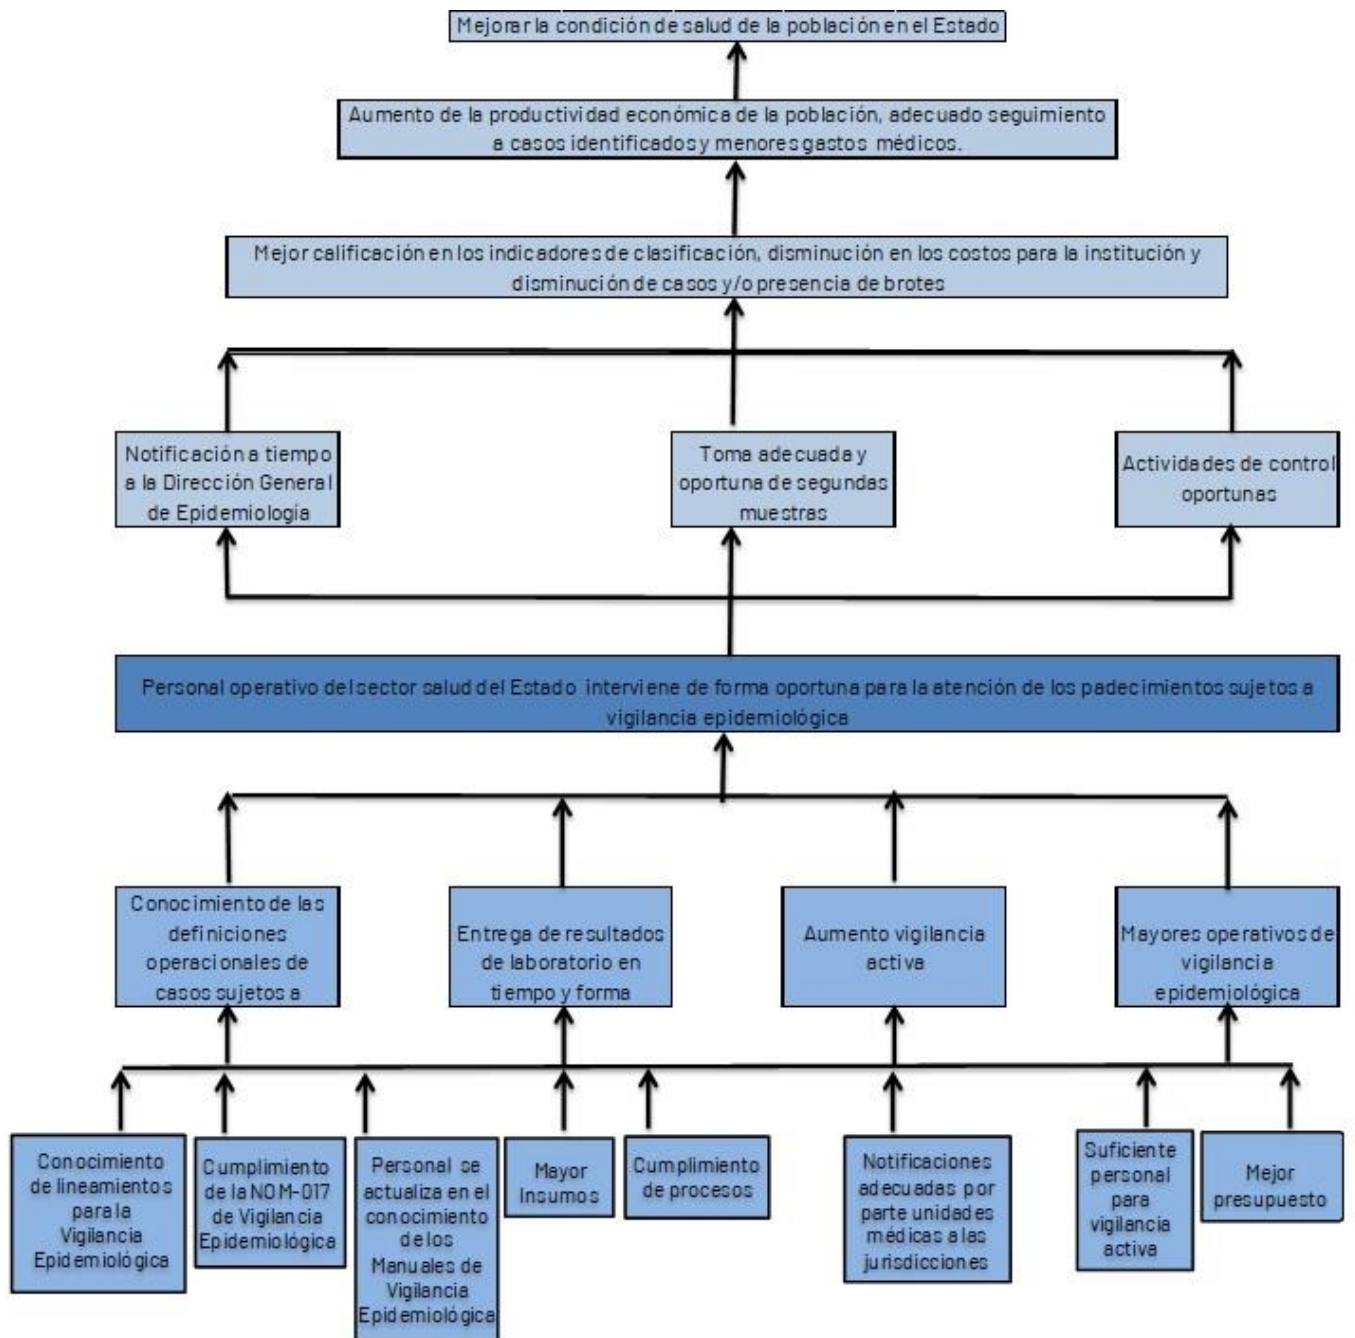 Mejorar la condición de salud de la población en el Estado
Aumento de la productividad económica de la población, adecuado seguimiento
a casos identificados y menores gastos médicos.
Mejor calificación en los indicadores de clasificación, disminución en los costos para la institución y
disminución de casos y/o presencia de brotes
Notificación a tiempo
a la Dirección General
de Epidemiología
Toma adecuada y
oportuna de segundas
muestras
Actividades de control
oportunas
Personal operativo del sector salud del Estado interviene de forma oportuna para la atención de los padecimientos sujetos a
vigilancia epidemiológica
Conocimiento de las
definiciones
operacionales de
casos sujetos a
Entrega de resultados
de laboratorio en
tiempo y forma
Aumento vigilancia
activa
Mayores operativos de
vigilancia
epidemiológica
Conocimiento
de lineamientos
para la
Vigilancia
Epidemiológica
Cumplimiento
de la NOM-017
de Vigilancia
Epidemiológica
Personal se
actualiza en el
conocimiento
de los
Manuales de
Vigilancia
Epidemiológica
Mayor
Insumos
Cumplimiento
de procesos
Notificaciones
adecuadas por
parte unidades
médicas a las
jurisdicciones
Suficiente
personal
para
vigilancia
activa
Mejor
presupuesto